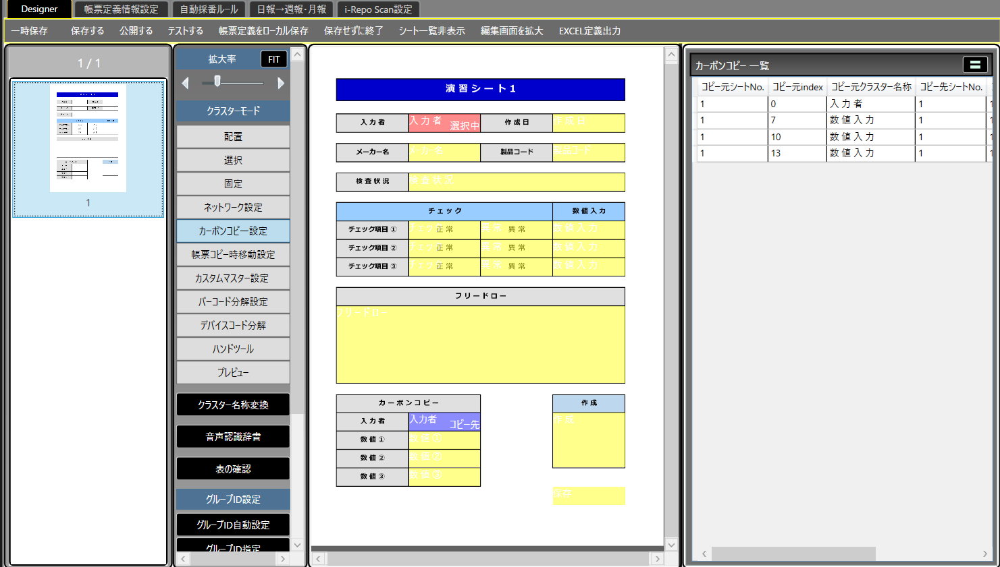 Designer 帳票定義情報設定 自動採番ルール 日報→週報・月報 i-Repo Scan設定
一時保存 保存する 公開する テストする 帳票定義をローカル保存 保存せずに終了 シート一覧非表示 編集画面を拡大 EXCEL定義出力
1 / 1
1
拡大率 FIT
クラスターモード
配置
選択
固定
ネットワーク設定
カーボンコピー設定
帳票コピー時移動設定
カスタムマスター設定
バーコード分解設定
デバイスコード分解
ハンドツール
プレビュー
クラスター名称変換
音声認識辞書
表の確認
グループID設定
グループID自動設定
グループID指定
演習シート1
入力者 入力者 選択中 作成日 作成日
メーカー名 メーカー名 製品コード 製品コード
検査状況 検査状況
チェック 数値入力
チェック項目 ① チェック 正常 異常 異常 数値入力
チェック項目 ② チェック 正常 異常 異常 数値入力
チェック項目 ③ チェック 正常 異常 異常 数値入力
フリードロー
フリードロ
カーボンコピー
入力者 入力者 コピー先
数値 ① 数値①
数値 ② 数値②
数値 ③ 数値③
作成
作成
保存
カーボンコピー 一覧
コピー元シートNo. コピー元index コピー元クラスター名称 コピー先シートNo.
1 0 入力者 1 1
1 7 数値入力 1 1
1 10 数値入力 1 1
1 13 数値入力 1 1